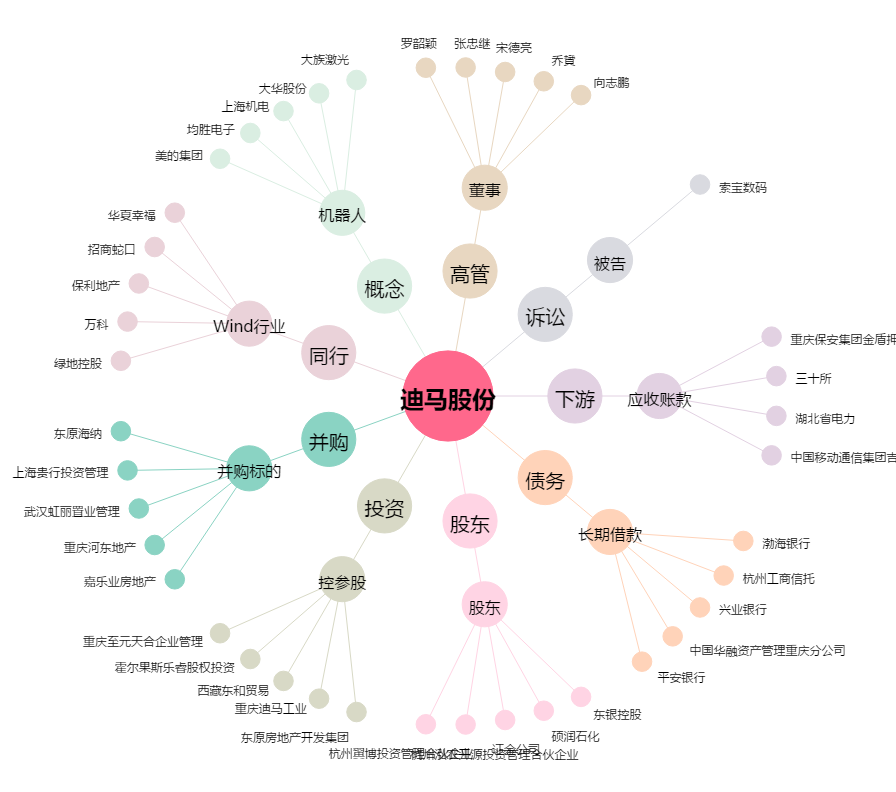 罗韶颖
张忠继
宋德亮
乔贇
向志鹏
董事
高管
索宝数码
被告
诉讼
重庆保安集团金盾押
三十所
湖北省电力
中国移动通信集团吉
应收账款
下游
渤海银行
杭州工商信托
兴业银行
中国华融资产管理重庆分公司
平安银行
长期借款
债务
东银控股
硕润石化
证金公司
股东
股东
东原房地产开发集团
重庆迪马工业
西藏东和贸易
霍尔果斯乐睿股权投资
重庆至元天合企业管理
控参股
投资
嘉乐业房地产
重庆河东地产
武汉虹丽置业管理
上海贵行投资管理
东原海纳
并购标的
并购
绿地控股
万科
保利地产
招商蛇口
华夏幸福
Wind行业
同行
美的集团
均胜电子
上海机电
大华股份
大族激光
机器人
概念
迪马股份